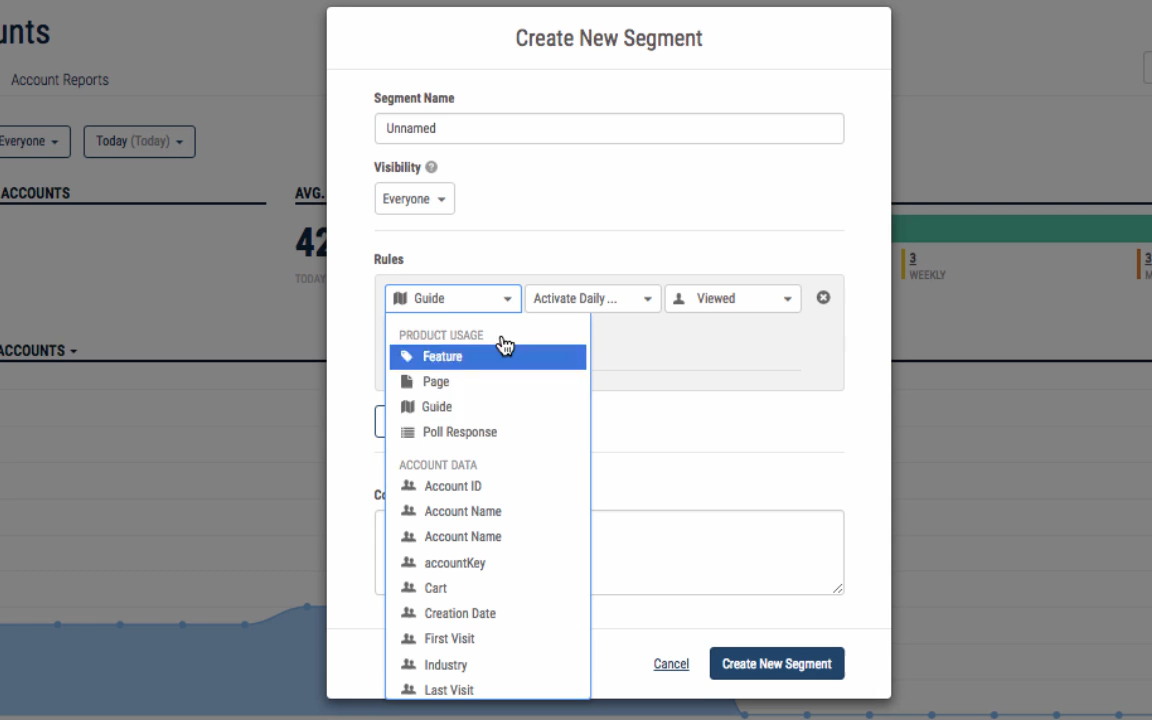 unts
Account Reports
Everyone
Today (Today)
ACCOUNTS
AVG.
42
TODAY
3
WEEKLY
3
M
ACCOUNTS
Create New Segment
Segment Name
Unnamed
Visibility ?
Everyone
Rules
Guide
Activate Daily ...
Viewed
PRODUCT USAGE
Feature
Page
Guide
Poll Response
ACCOUNT DATA
Account ID
Account Name
Account Name
accountKey
Cart
Creation Date
First Visit
Industry
Last Visit
Co
Cancel
Create New Segment